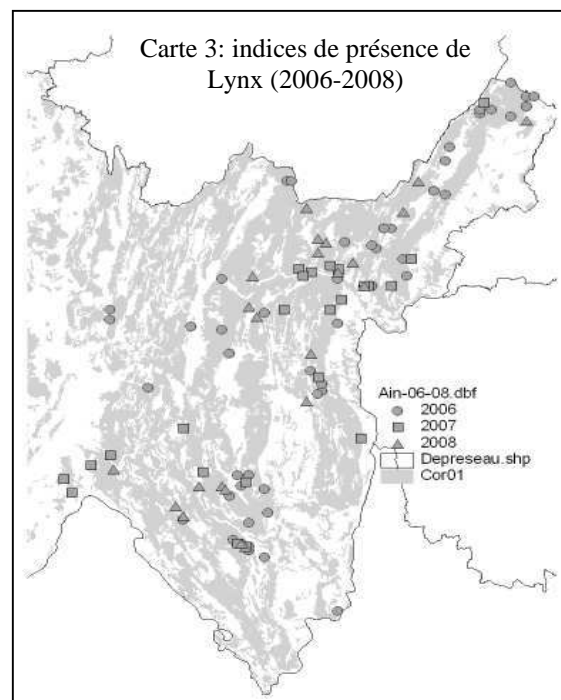 Carte 3: indices de présence de
Lynx (2006-2008)
Ain-06-08.dbf
2006
2007
2008
Depreseau.shp
Cor01